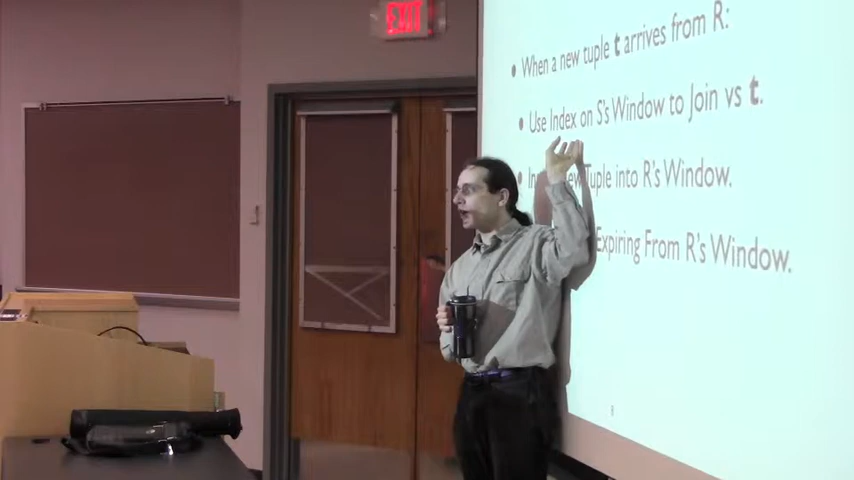 EXIT
• When a new tuple t arrives from R:
• Use Index on S's Window to Join vs t.
• Tuple into R's Window.
Expiring From R's Window.